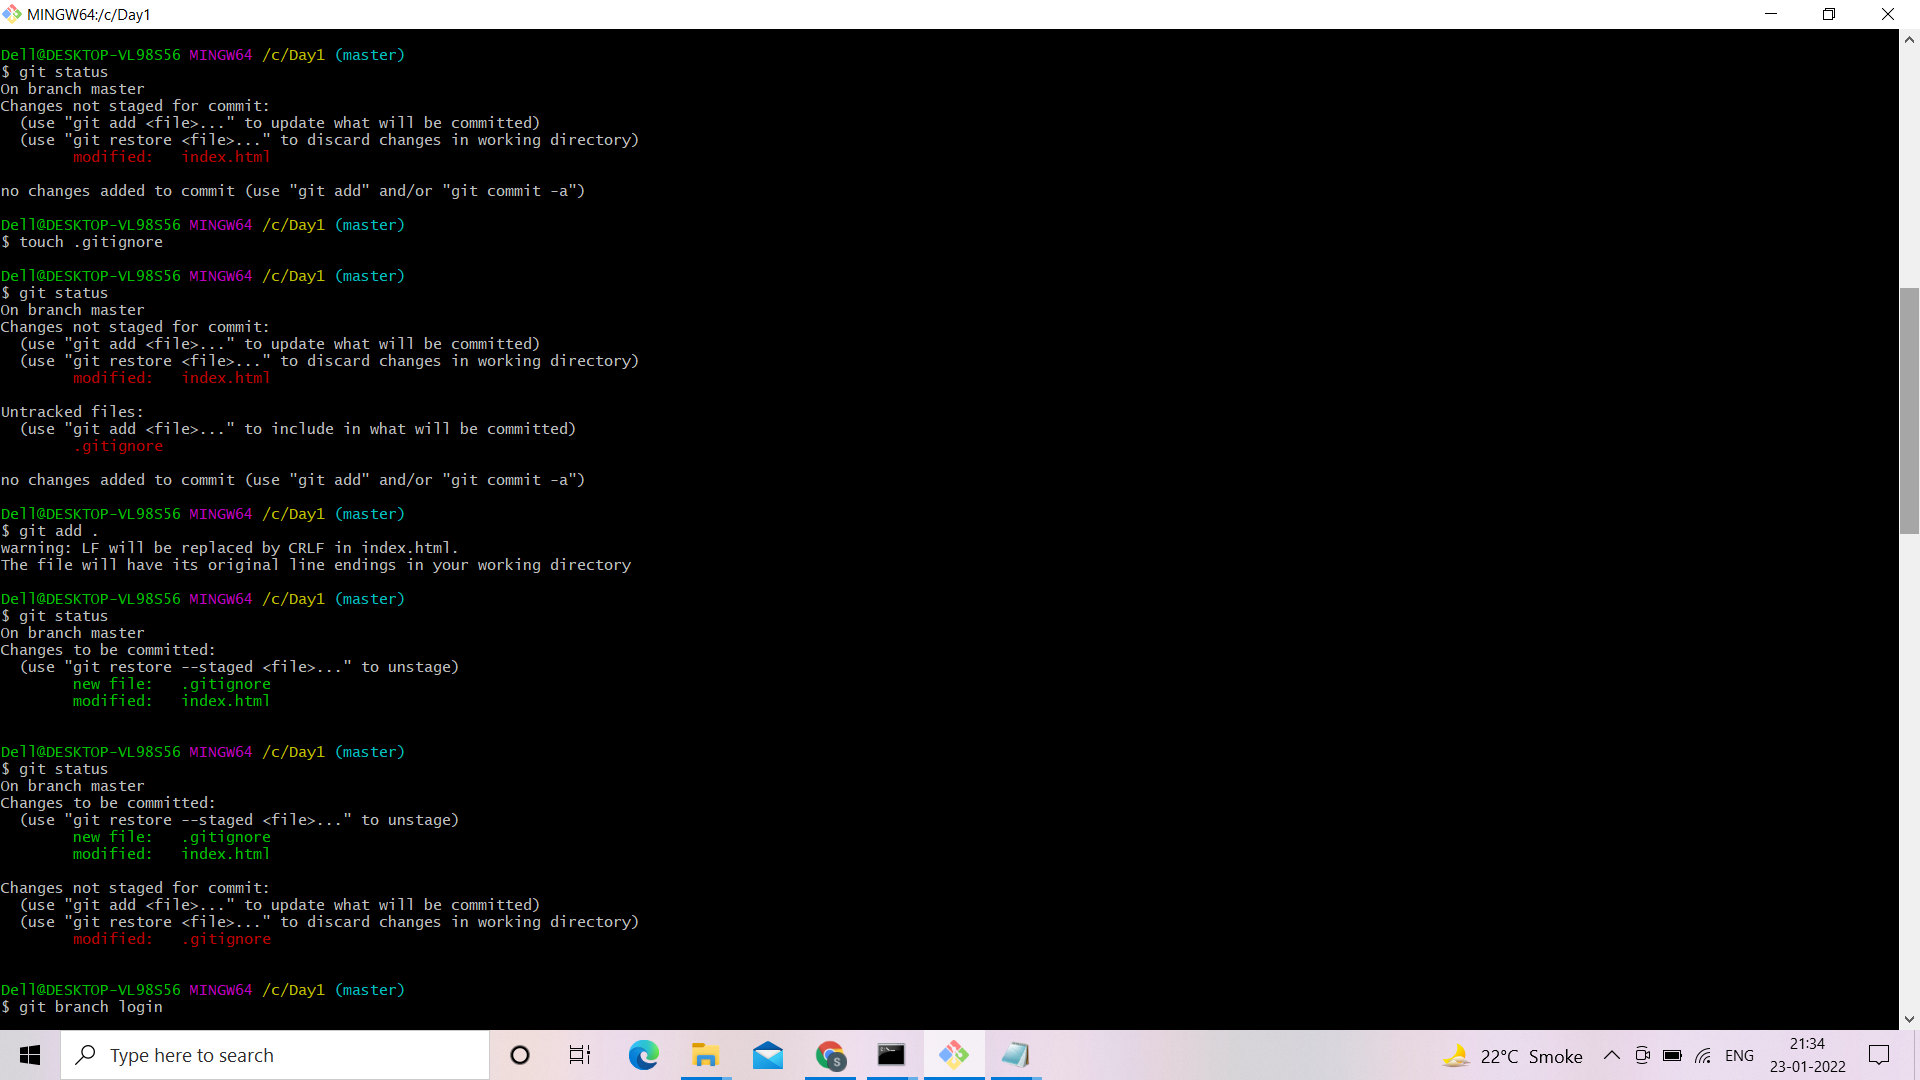 MINGW64:/c/Day1
Dell@DESKTOP-VL98S56 MINGW64 /c/Day1 (master)
$ git status
On branch master
Changes not staged for commit:
  (use "git add <file>..." to update what will be committed)
  (use "git restore <file>..." to discard changes in working directory)
        modified:   index.html

no changes added to commit (use "git add" and/or "git commit -a")

Dell@DESKTOP-VL98S56 MINGW64 /c/Day1 (master)
$ touch .gitignore

Dell@DESKTOP-VL98S56 MINGW64 /c/Day1 (master)
$ git status
On branch master
Changes not staged for commit:
  (use "git add <file>..." to update what will be committed)
  (use "git restore <file>..." to discard changes in working directory)
        modified:   index.html

Untracked files:
  (use "git add <file>..." to include in what will be committed)
        .gitignore

no changes added to commit (use "git add" and/or "git commit -a")

Dell@DESKTOP-VL98S56 MINGW64 /c/Day1 (master)
$ git add .
warning: LF will be replaced by CRLF in index.html.
The file will have its original line endings in your working directory

Dell@DESKTOP-VL98S56 MINGW64 /c/Day1 (master)
$ git status
On branch master
Changes to be committed:
  (use "git restore --staged <file>..." to unstage)
        new file:   .gitignore
        modified:   index.html

Dell@DESKTOP-VL98S56 MINGW64 /c/Day1 (master)
$ git status
On branch master
Changes to be committed:
  (use "git restore --staged <file>..." to unstage)
        new file:   .gitignore
        modified:   index.html

Changes not staged for commit:
  (use "git add <file>..." to update what will be committed)
  (use "git restore <file>..." to discard changes in working directory)
        modified:   .gitignore

Dell@DESKTOP-VL98S56 MINGW64 /c/Day1 (master)
$ git branch login
Type here to search
S
22°C Smoke
ENG
21:34
23-01-2022